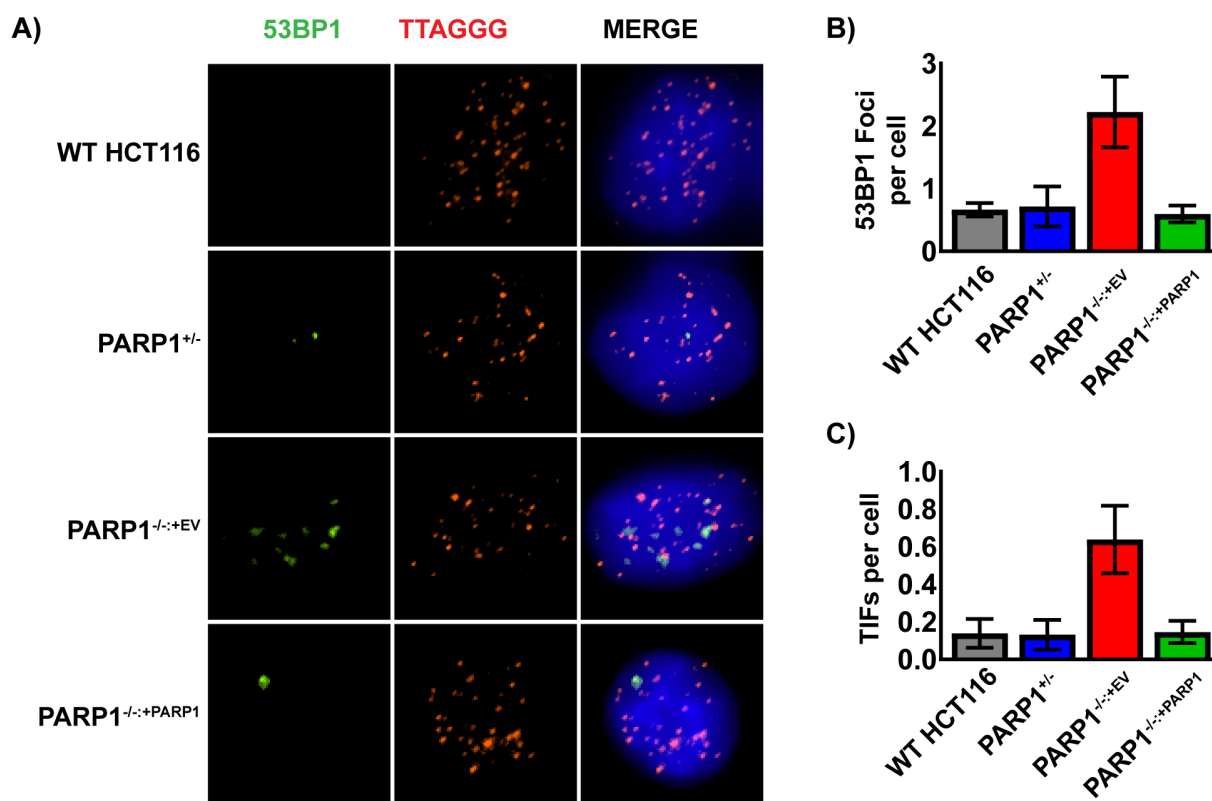 A)
53BP1 TTAGGG MERGE
WT HCT116
PARP1+/-
PARP1-/-:+EV
PARP1-/-:+PARP1
B)
53BP1 Foci
per cell
3
2
1
0
WT HCT116
PARP1+/-
PARP1-/-:+EV
PARP1-/-:+PARP1
C)
TIFs per cell
1.0
0.8
0.6
0.4
0.2
0.0
WT HCT116
PARP1+/-
PARP1-/-:+EV
PARP1-/-:+PARP1